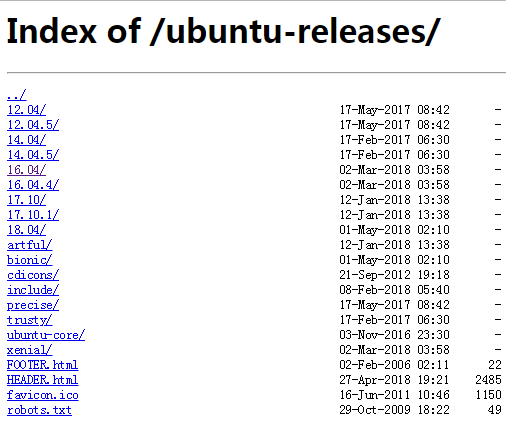 Index of /ubuntu-releases/
../
12.04/ 17-May-2017 08:42 -
12.04.5/ 17-May-2017 08:42 -
14.04/ 17-Feb-2017 06:30 -
14.04.5/ 17-Feb-2017 06:30 -
16.04/ 02-Mar-2018 03:58 -
16.04.4/ 02-Mar-2018 03:58 -
17.10/ 12-Jan-2018 13:38 -
17.10.1/ 12-Jan-2018 13:38 -
18.04/ 01-May-2018 02:10 -
artful/ 12-Jan-2018 13:38 -
bionic/ 01-May-2018 02:10 -
cdicons/ 21-Sep-2012 19:18 -
include/ 08-Feb-2018 05:40 -
precise/ 17-May-2017 08:42 -
trusty/ 17-Feb-2017 06:30 -
ubuntu-core/ 03-Nov-2016 23:30 -
xenial/ 02-Mar-2018 03:58 -
FOOTER.html 02-Feb-2006 02:11 22
HEADER.html 27-Apr-2018 19:21 2485
favicon.ico 16-Jun-2011 10:46 1150
robots.txt 29-Oct-2009 18:22 49